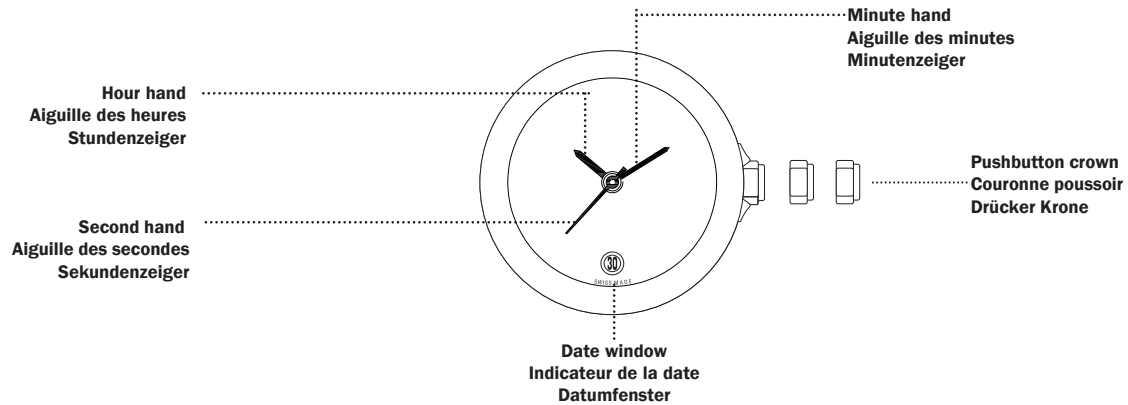 Minute hand
Aiguille des minutes
Minutenzeiger
Hour hand
Aiguille des heures
Stundenzeiger
Pushbutton crown
Couronne poussoir
Drücker Krone
Second hand
Aiguille des secondes
Sekundenzeiger
30
SWISS MADE
Date window
Indicateur de la date
Datumfenster